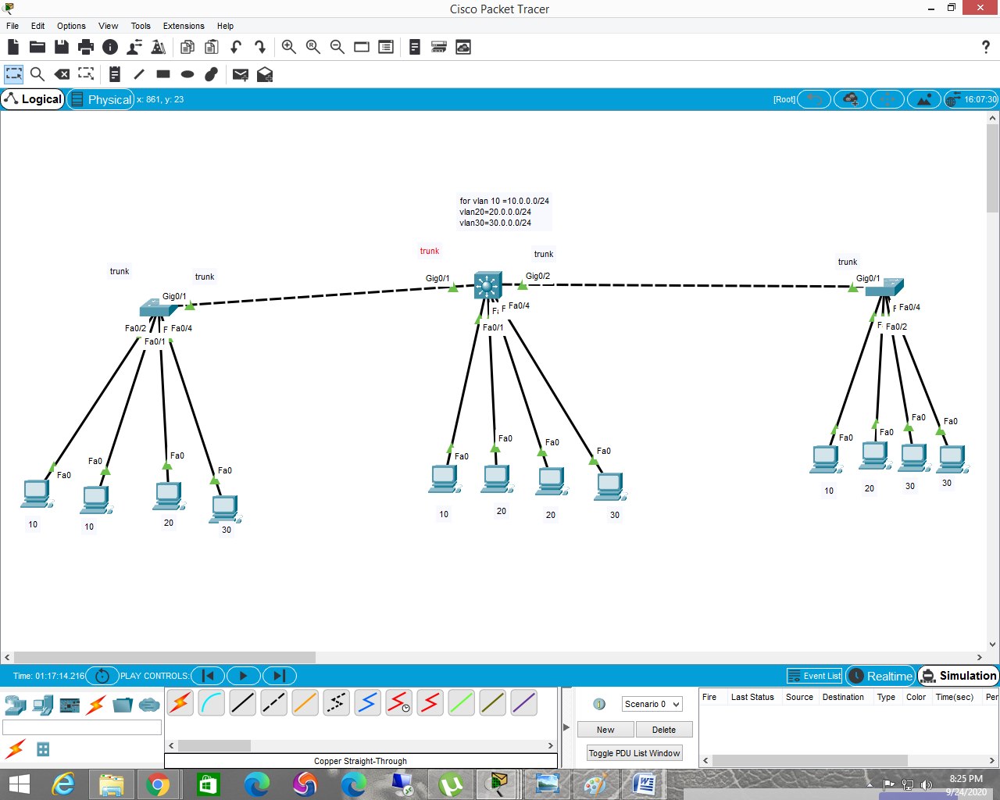 Cisco Packet Tracer
File Edit Options View Tools Extensions Help
Logical Physical x: 861, y: 23 [Root] 16:07:30
for vlan 10 =10.0.0.0/24
vlan20=20.0.0.0/24
vlan30=30.0.0.0/24
trunk trunk trunk
trunk trunk
Gig0/1 Gig0/2 Gig0/1
Gig0/1
Fa0/4 Fa0/4
Fa0/2 F Fa0/4 Fa0/1 F Fa0/2
Fa0/1
Fa0 Fa0 Fa0 Fa0
Fa0 Fa0 Fa0 Fa0
Fa0 Fa0 Fa0 Fa0
10 10 20 30
10 20 20 30
10 20 30 30
Time: 01:17:14.216 PLAY CONTROLS: Event List Realtime Simulation
Scenario 0
New Delete
Toggle PDU List Window
Fire Last Status Source Destination Type Color Time(sec) Per
Copper Straight-Through
8:25 PM
9/24/2020